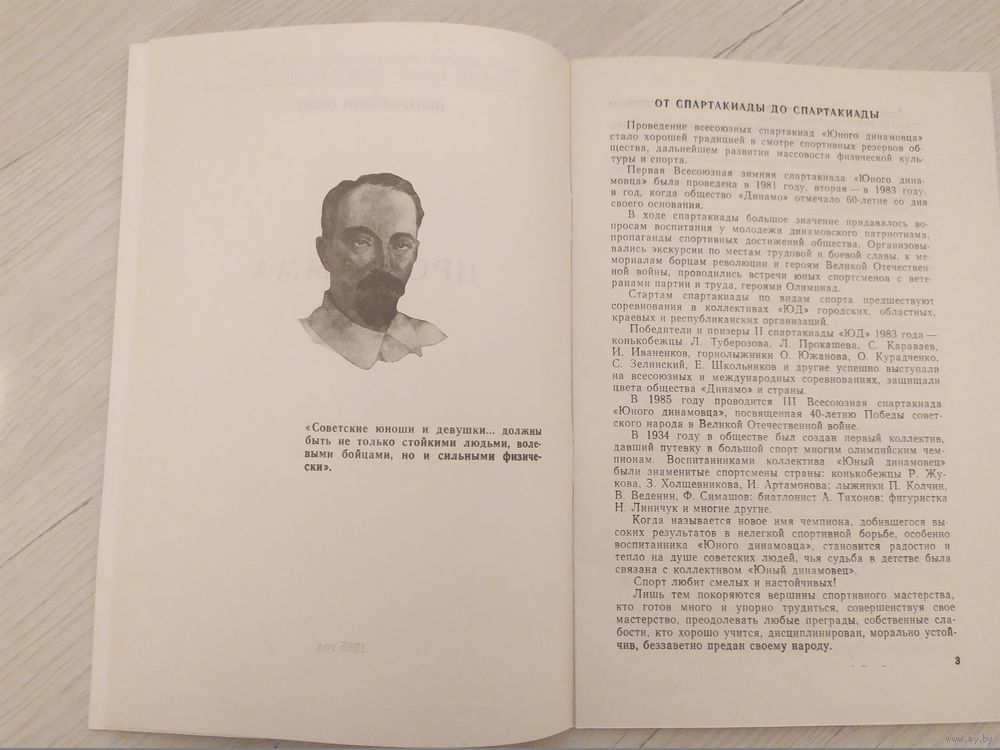 «Советские юноши и девушки... должны
быть не только стойкими людьми, воле-
выми бойцами, но и сильными физиче-
ски».
ОТ СПАРТАКИАДЫ ДО СПАРТАКИАДЫ
Проведение всесоюзных спартакиад «Юного динамовца»
стало хорошей традицией в смотре спортивных резервов об-
щества, дальнейшем развитии массовости физической куль-
туры и спорта.
Первая Всесоюзная зимняя спартакиада «Юного дина-
мовца» была проведена в 1981 году, вторая — в 1983 году,
в год, когда общество «Динамо» отмечало 60-летие со дня
своего основания.
В ходе спартакиады большое значение придавалось во-
просам воспитания у молодежи динамовского патриотизма,
пропаганды спортивных достижений общества. Организовы-
вались экскурсии по местам трудовой и боевой славы, к ме-
мориалам борцам революции и героям Великой Отечествен-
ной войны, проводились встречи юных спортсменов с вете-
ранами партии и труда, героями Олимпиад.
Стартам спартакиады по видам спорта предшествуют
соревнования в коллективах «ЮД» городских, областных,
краевых и республиканских организаций.
Победители и призеры II спартакиады «ЮД» 1983 года —
конькобежцы Л. Туберозова, Л. Прокашева, С. Караваев,
И. Иваненков, горнолыжники О. Южанова, О. Курадченко,
С. Зелинский, Е. Школьников и другие успешно выступали
на всесоюзных и международных соревнованиях, защищали
цвета общества «Динамо» и страны.
В 1985 году проводится III Всесоюзная спартакиада
«Юного динамовца», посвященная 40-летию Победы совет-
ского народа в Великой Отечественной войне.
В 1934 году в обществе был создан первый коллектив,
давший путевку в большой спорт многим олимпийским чем-
пионам. Воспитанниками коллектива «Юный динамовец»
были знаменитые спортсмены страны: конькобежцы Р. Жу-
кова, З. Холщевникова, И. Артамонова; лыжники П. Колчин,
В. Веденин, Ф. Симашов; биатлонист А. Тихонов; фигуристка
Н. Линичук и многие другие.
Когда называется новое имя чемпиона, добившегося вы-
соких результатов в нелегкой спортивной борьбе, особенно
воспитанника «Юного динамовца», становится радостно и
тепло на душе советских людей, чья судьба в детстве была
связана с коллективом «Юный динамовец».
Спорт любит смелых и настойчивых!
Лишь тем покоряются вершины спортивного мастерства,
кто готов много и упорно трудиться, совершенствуя свое
мастерство, преодолевать любые преграды, собственные сла-
бости, кто хорошо учится, дисциплинирован, морально устой-
чив, беззаветно предан своему народу.
3
www.ay.by